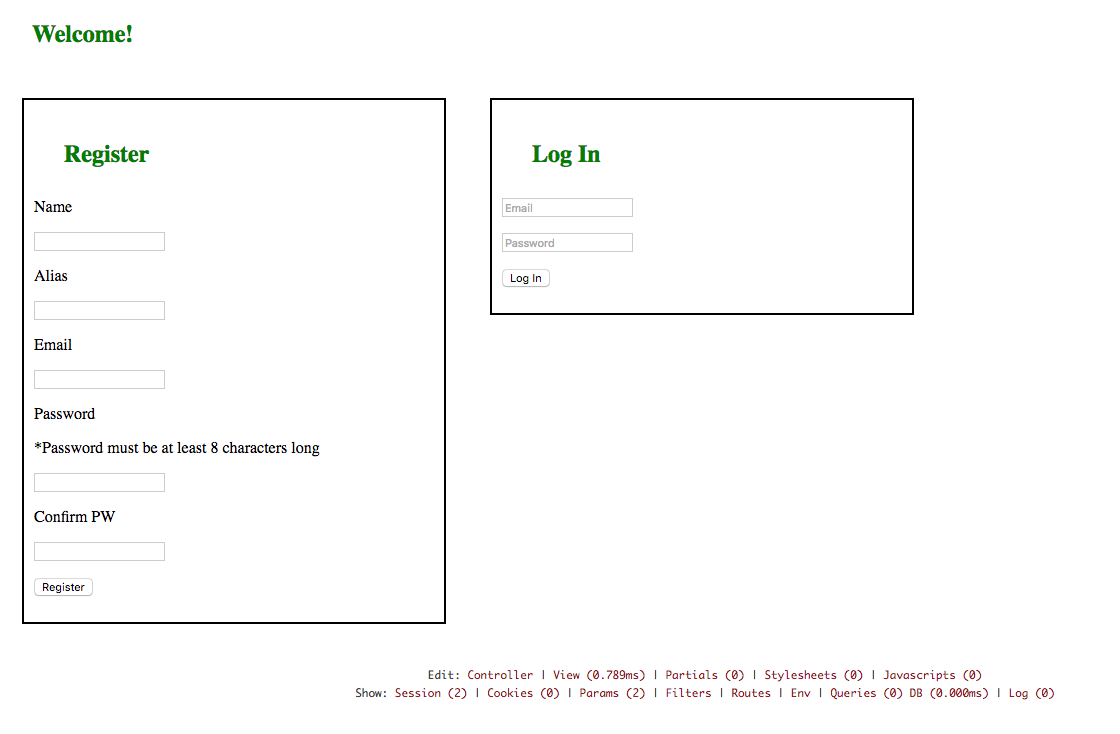 Welcome!
Register
Name
Alias
Email
Password
*Password must be at least 8 characters long
Confirm PW
Register
Log In
Email
Password
Log In
Edit: Controller | View (0.789ms) | Partials (0) | Stylesheets (0) | Javascripts (0)
Show: Session (2) | Cookies (0) | Params (2) | Filters | Routes | Env | Queries (0) DB (0.000ms) | Log (0)